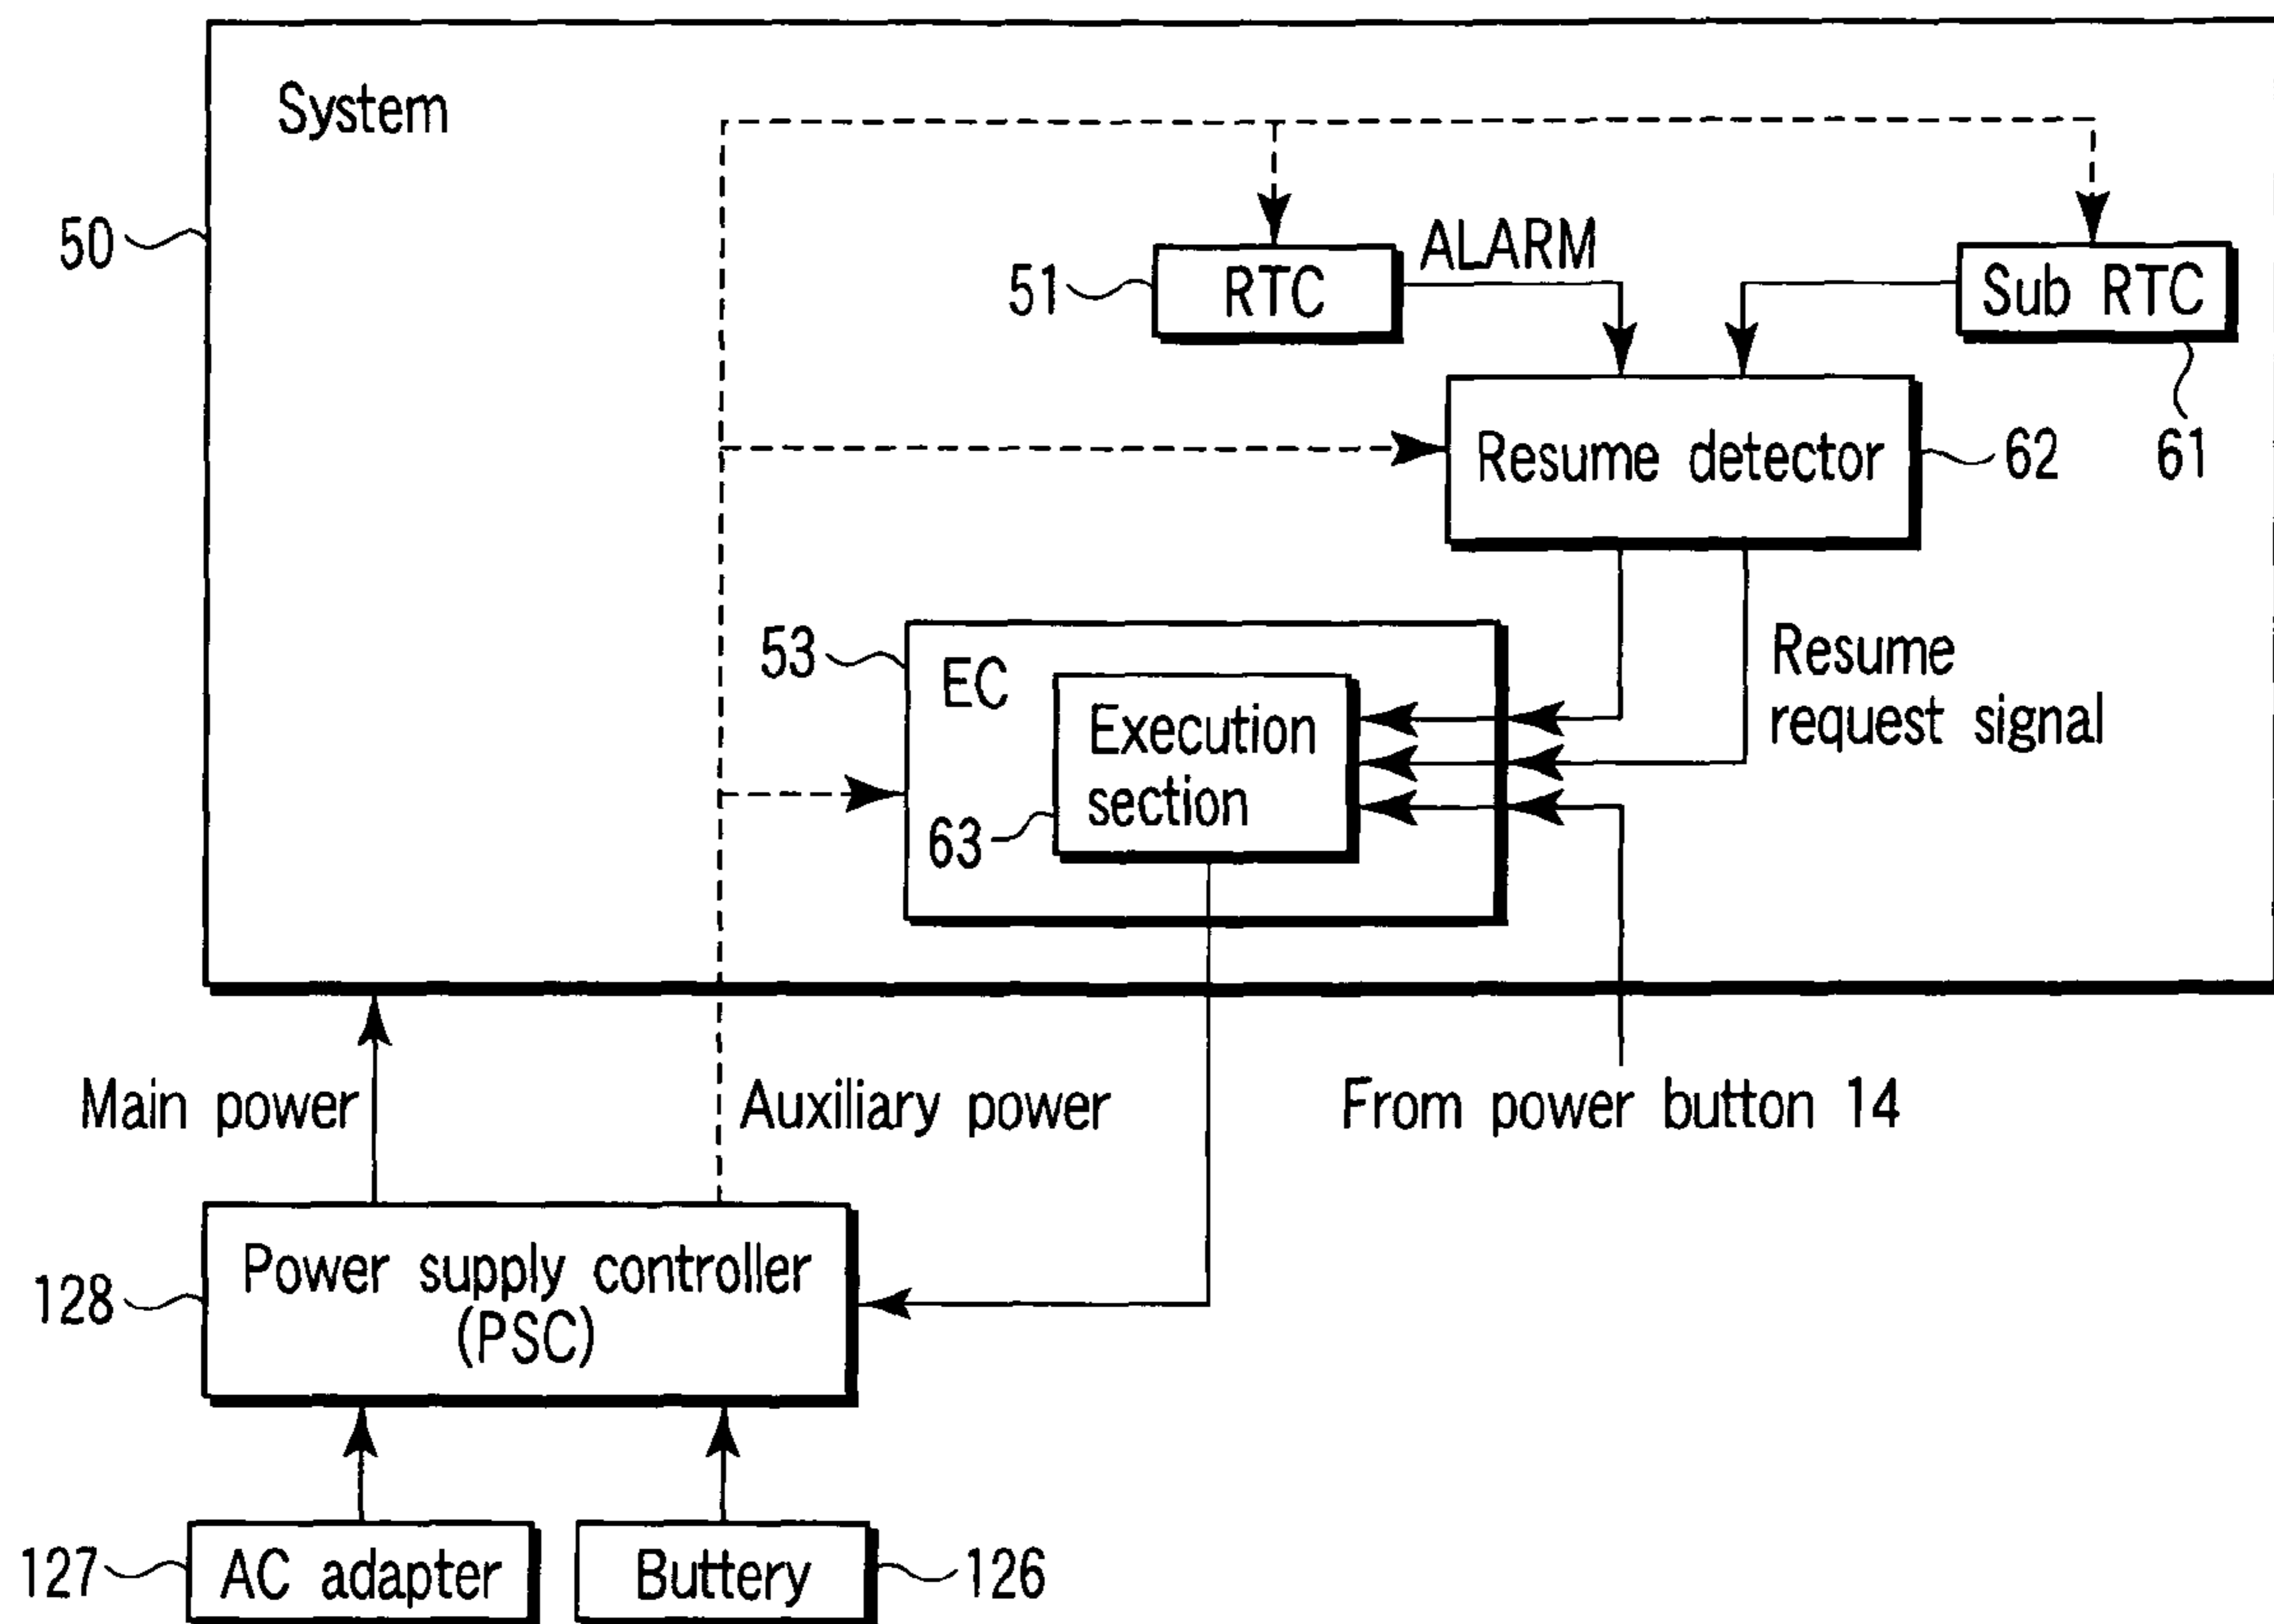 System
50
51
RTC
ALARM
Sub RTC
61
Resume detector
62
53
EC
Execution
section
63
Resume
request signal
Main power
Auxiliary power
From power button 14
128
Power supply controller
(PSC)
127
AC adapter
Buttery
126